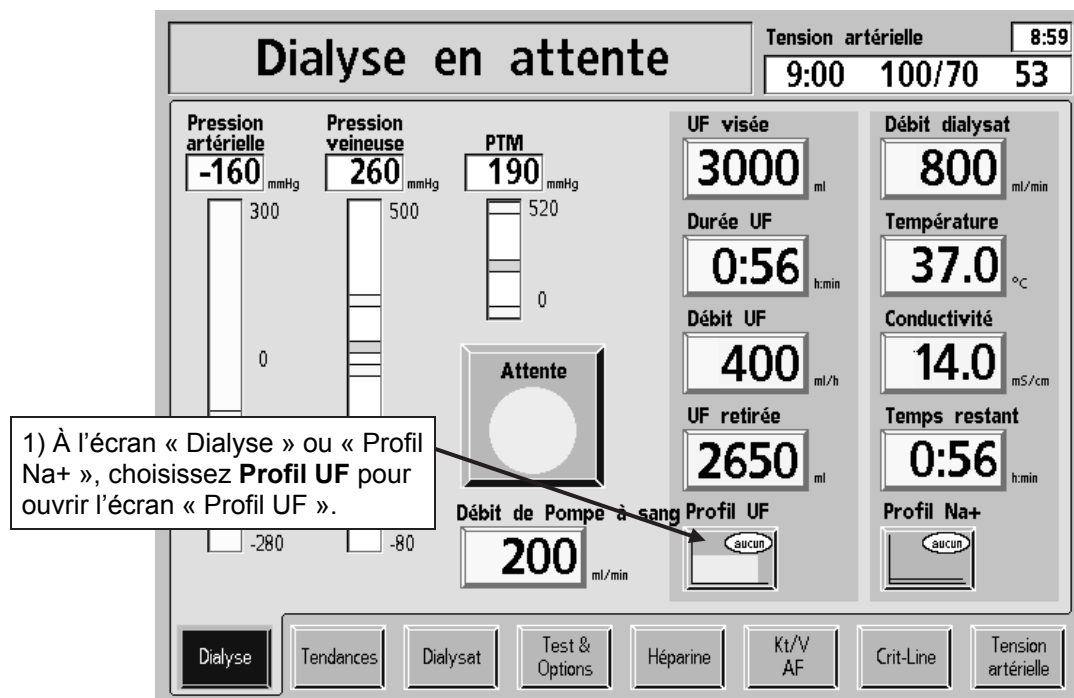 Dialyse en attente
Tension artérielle
8:59
9:00 100/70 53
Pression artérielle
-160 mmHg
300
0
-280
Pression veineuse
260 mmHg
500
-80
PTM
190 mmHg
520
0
Attente
Débit de Pompe à sang
200 ml/min
UF visée
3000 ml
Durée UF
0:56 h:min
Débit UF
400 ml/h
UF retirée
2650 ml
Profil UF
aucun
Débit dialysat
800 ml/min
Température
37.0 °C
Conductivité
14.0 mS/cm
Temps restant
0:56 h:min
Profil Na+
aucun
1) À l'écran « Dialyse » ou « Profil
Na+ », choisissez Profil UF pour
ouvrir l'écran « Profil UF ».
Dialyse
Tendances
Dialysat
Test &
Options
Héparine
Kt/V
AF
Crit-Line
Tension
artérielle